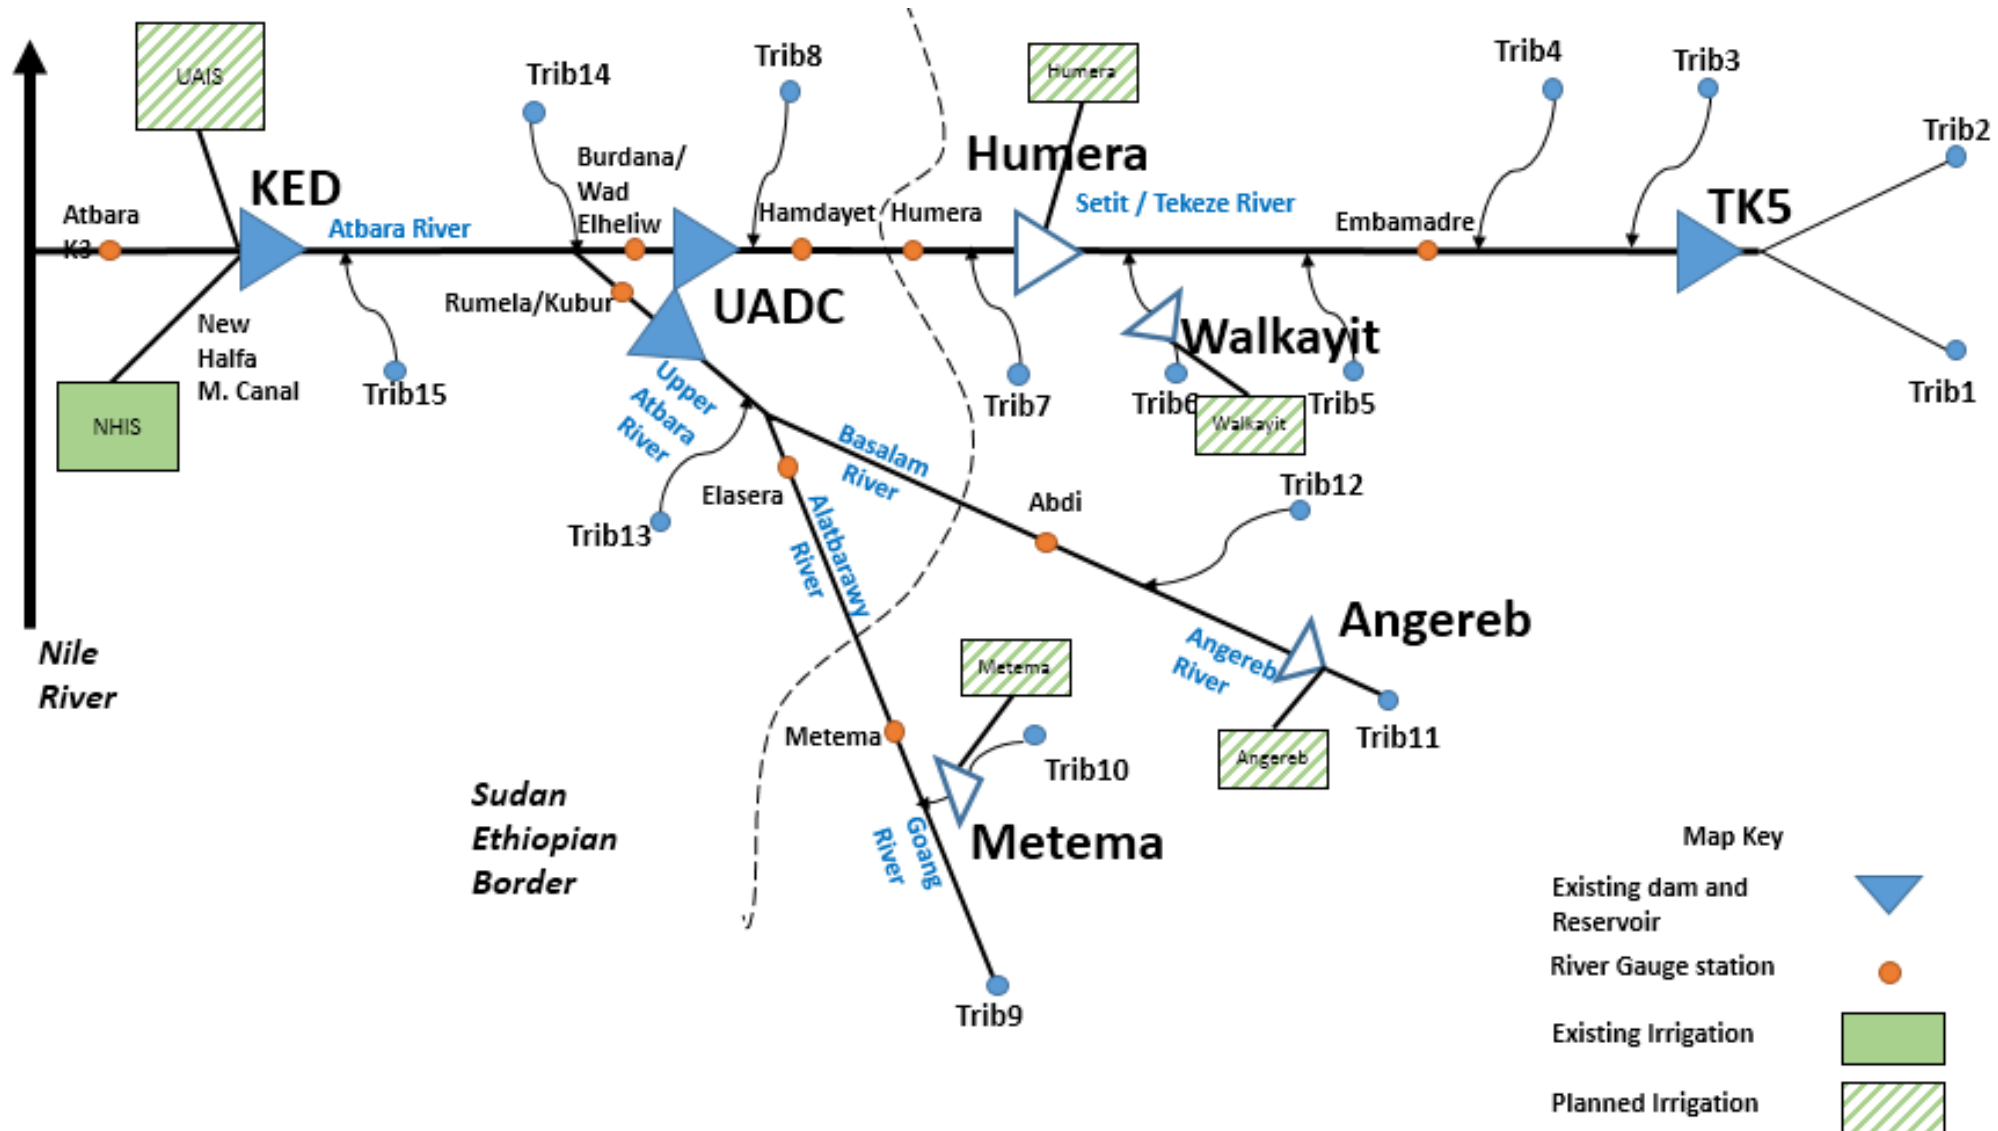 UAIS
Trib14
Trib8
Humera
Trib4
Trib3
Trib2
KED
Burdana/
Wad
Elheliw
Humera
TK5
Atbara
K3
Atbara River
Hamdayet
Humera
Setit / Tekeze River
Embamadre
Rumela/Kubur
UADC
Walkayit
New
Halfa
M. Canal
Trib15
NHIS
Upper
Atbara
River
Trib7
Trib6
Walkayit
Trib5
Trib1
Basalam
River
Elasera
Trib13
Alatbarawy
River
Abdi
Trib12
Nile
River
Angereb
Angereb
River
Metema
Metema
Trib10
Angereb
Trib11
Sudan
Ethiopian
Border
Metema
Goang
River
Trib9
Map Key
Existing dam and
Reservoir
River Gauge station
Existing Irrigation
Planned Irrigation